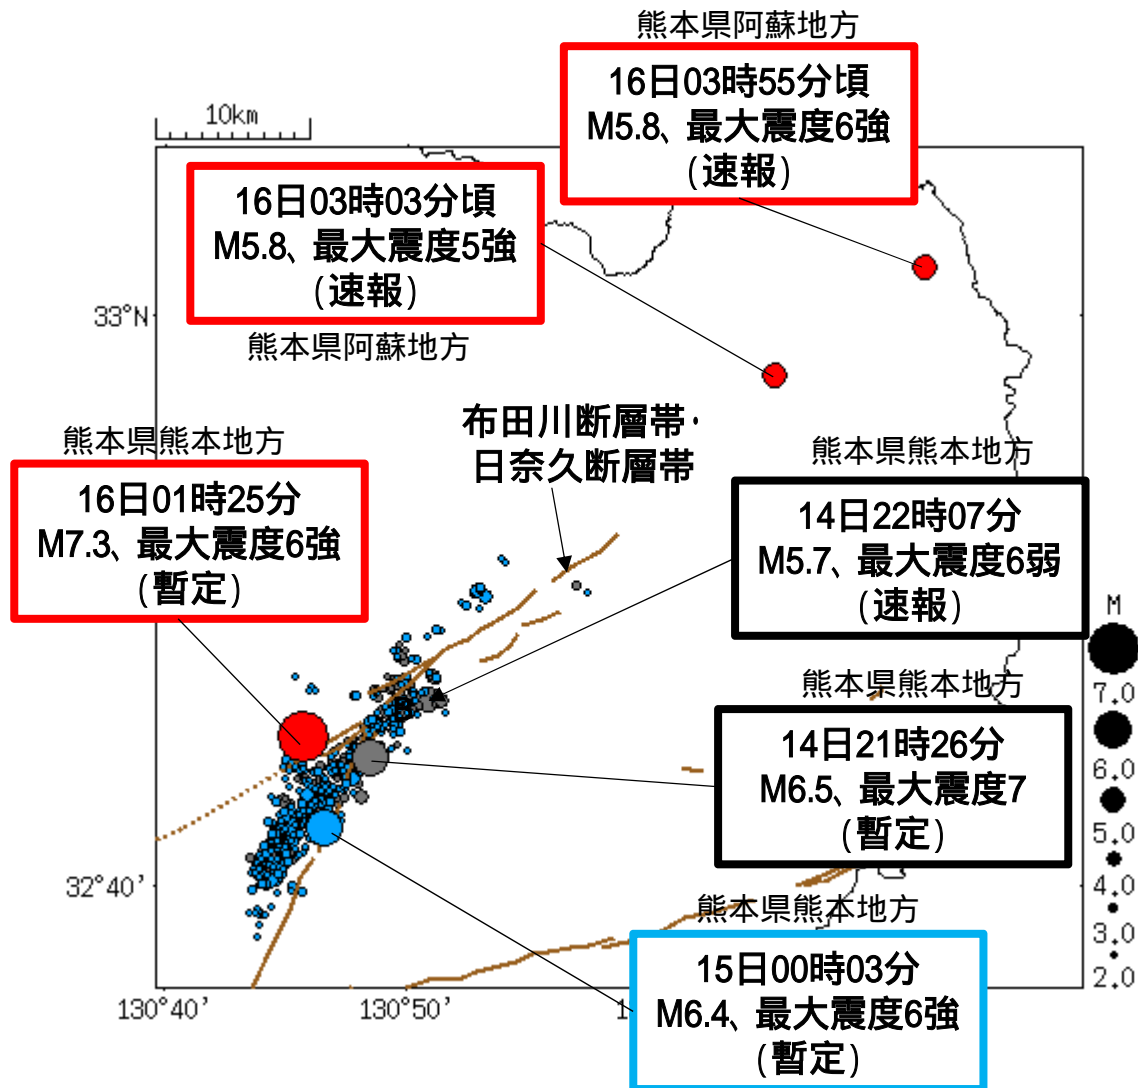 熊本県阿蘇地方
16日03時55分頃
M5.8、最大震度6強
(速報)
10km
16日03時03分頃
M5.8、最大震度5強
(速報)
熊本県阿蘇地方
33°N
布田川断層帯・
日奈久断層帯
熊本県熊本地方
16日01時25分
M7.3、最大震度6強
(暫定)
熊本県熊本地方
14日22時07分
M5.7、最大震度6弱
(速報)
熊本県熊本地方
14日21時26分
M6.5、最大震度7
(暫定)
熊本県熊本地方
15日00時03分
M6.4、最大震度6強
(暫定)
M
7.0
6.0
5.0
4.0
3.0
2.0
32°40'
130°40'
130°50'